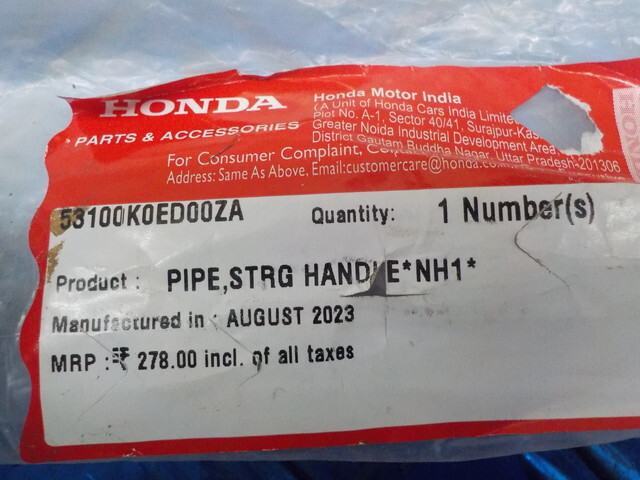 HONDA
PARTS & ACCESSORIES
Honda Motor India
(A Unit of Honda Cars India Limite
Plot No. A-1, Sector 40/41, Surajpur-Kas
Greater Noida Industrial Development Area,
District Gautam Buddha Nagar, Uttar Pradesh-201306
For Consumer Complaint,
Address: Same As Above, Email:customercare@honda
53100K0ED00ZA Quantity: 1 Number(s)
Product : PIPE,STRG HANDLE*NH1*
Manufactured in : AUGUST 2023
MRP :₹ 278.00 incl. of all taxes